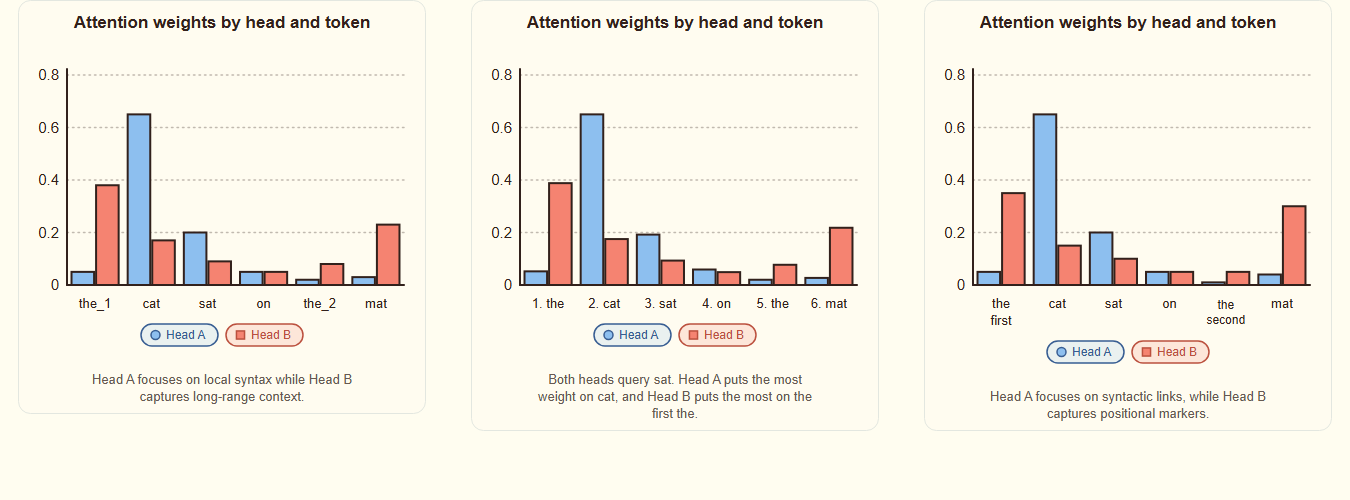 Attention weights by head and token
0.8
0.6
0.4
0.2
0
the_1 cat sat on the_2 mat
Head A Head B
Head A focuses on local syntax while Head B
captures long-range context.
Attention weights by head and token
0.8
0.6
0.4
0.2
0
1. the 2. cat 3. sat 4. on 5. the 6. mat
Head A Head B
Both heads query sat. Head A puts the most
weight on cat, and Head B puts the most on the
first the.
Attention weights by head and token
0.8
0.6
0.4
0.2
0
the cat sat on the mat
first second
Head A Head B
Head A focuses on syntactic links, while Head B
captures positional markers.